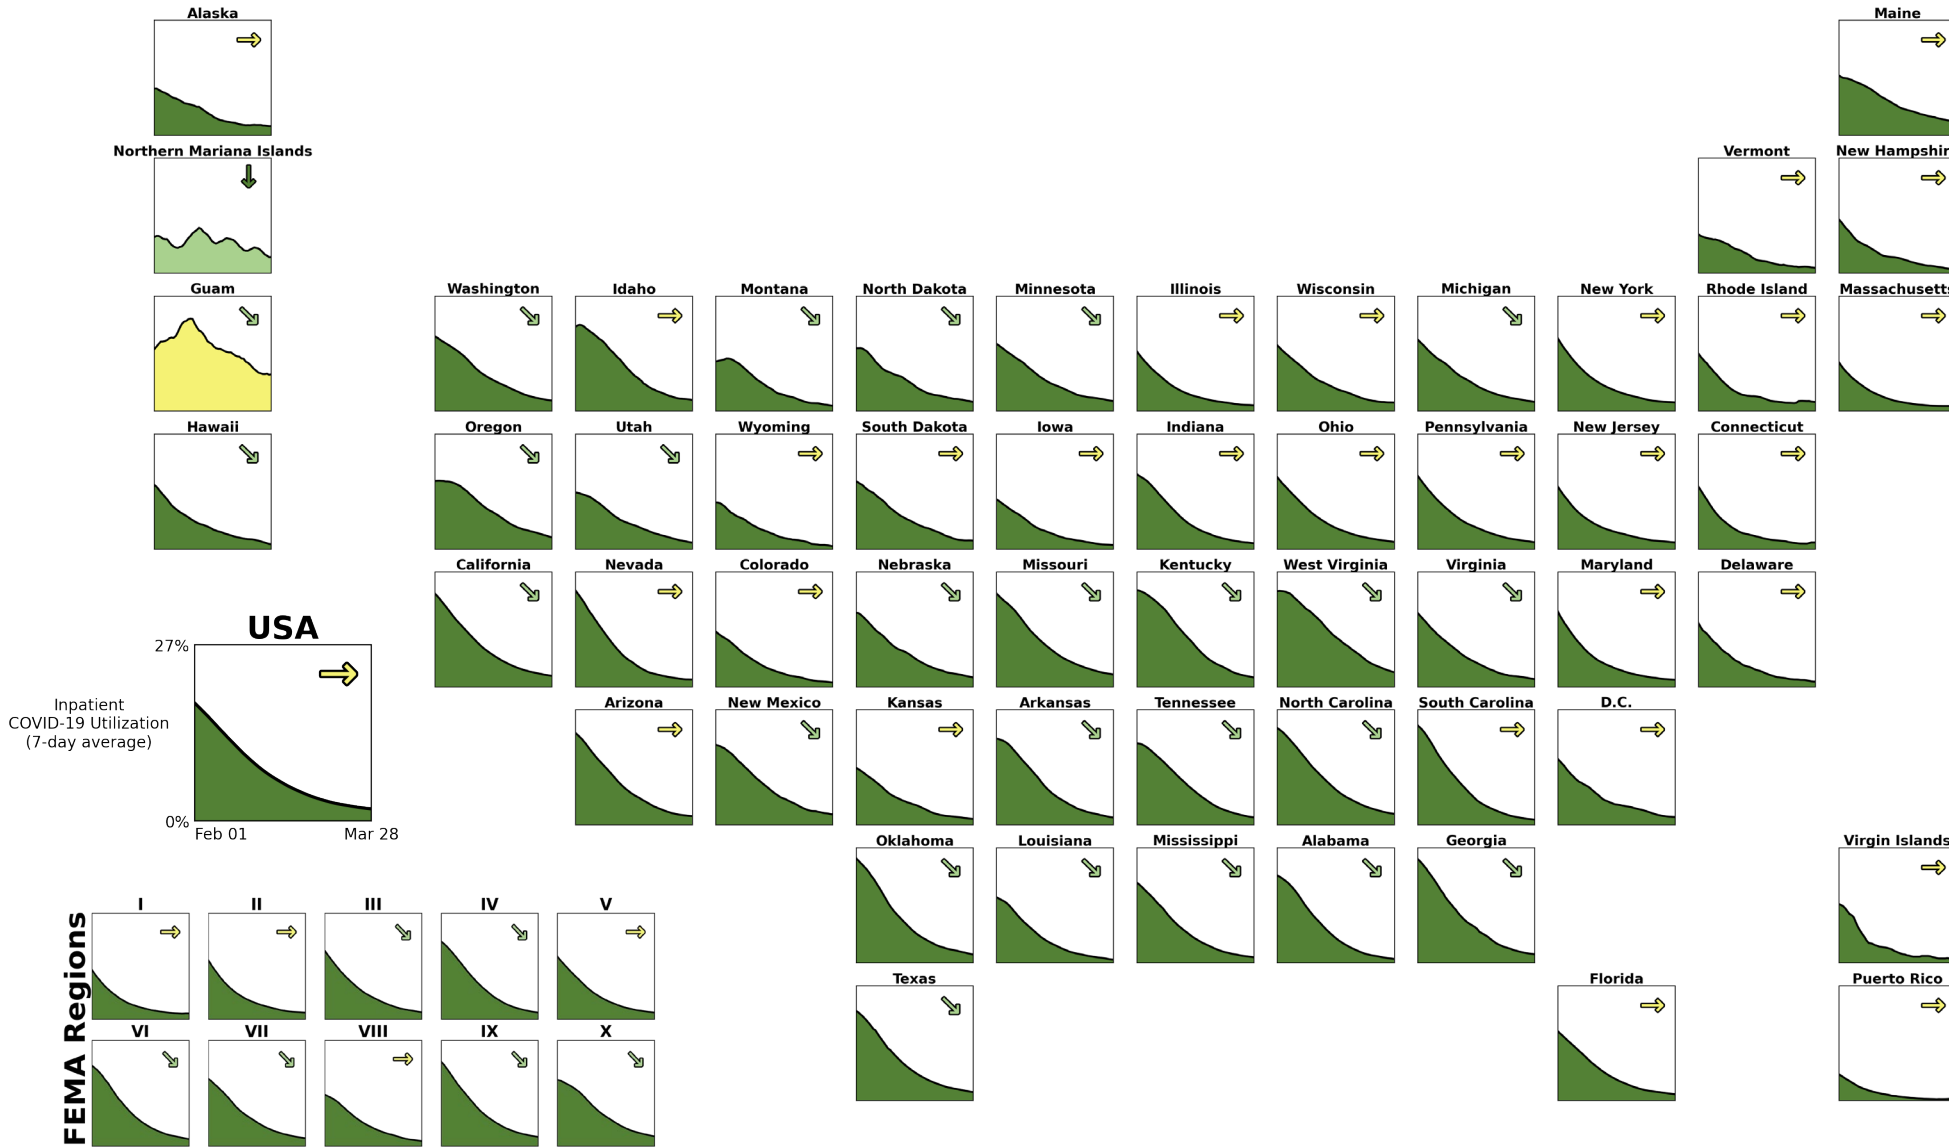 Alaska Maine
Northern Mariana Islands Vermont New Hampshir
Guam Washington Idaho Montana North Dakota Minnesota Illinois Wisconsin Michigan New York Rhode Island Massachusetts
Hawaii Oregon Utah Wyoming South Dakota Iowa Indiana Ohio Pennsylvania New Jersey Connecticut
California Nevada Colorado Nebraska Missouri Kentucky West Virginia Virginia Maryland Delaware
USA
27%
Inpatient
COVID-19 Utilization
(7-day average)
0%
Feb 01 Mar 28
Arizona New Mexico Kansas Arkansas Tennessee North Carolina South Carolina D.C.
Oklahoma Louisiana Mississippi Alabama Georgia Virgin Islands
Texas Florida Puerto Rico
FEMA Regions
I II III IV V
VI VII VIII IX X